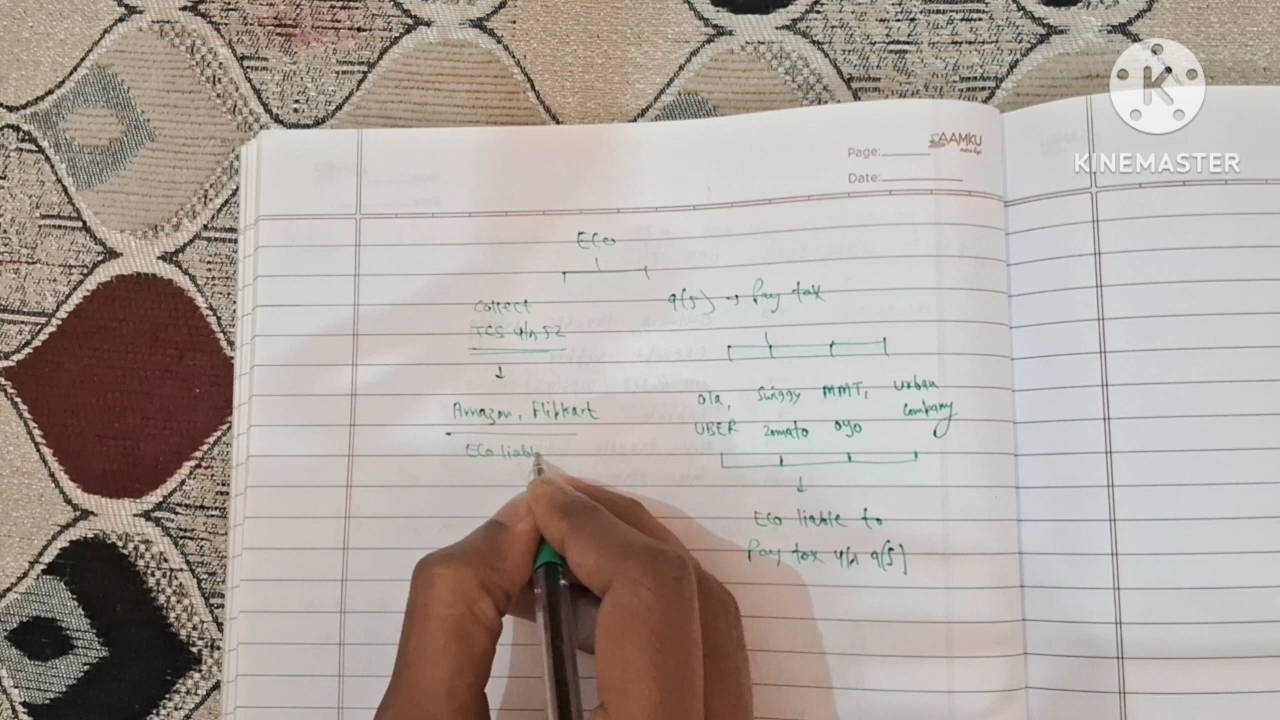 Page:
SAAMKU
Date:
KINEMASTER
ECO
Collect
TCS u/s 52
9(5) → Pay tax
↓
Amazon, Flipkart
ECO liable
Ola,
UBER
Swiggy
Zomato
MMT,
oyo
Urban
Company
↓
ECO liable to
Pay tax u/s 9(5)